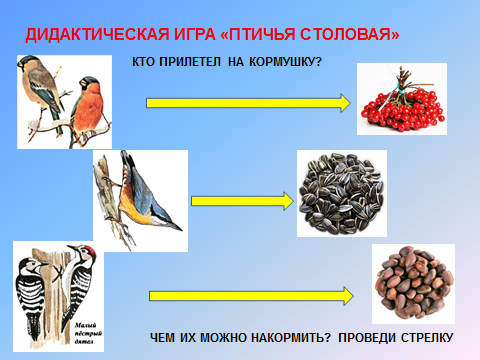 ДИДАКТИЧЕСКАЯ ИГРА «ПТИЧЬЯ СТОЛОВАЯ»
КТО ПРИЛЕТЕЛ НА КОРМУШКУ?
Малый
пёстрый
дятел
ЧЕМ ИХ МОЖНО НАКОРМИТЬ? ПРОВЕДИ СТРЕЛКУ